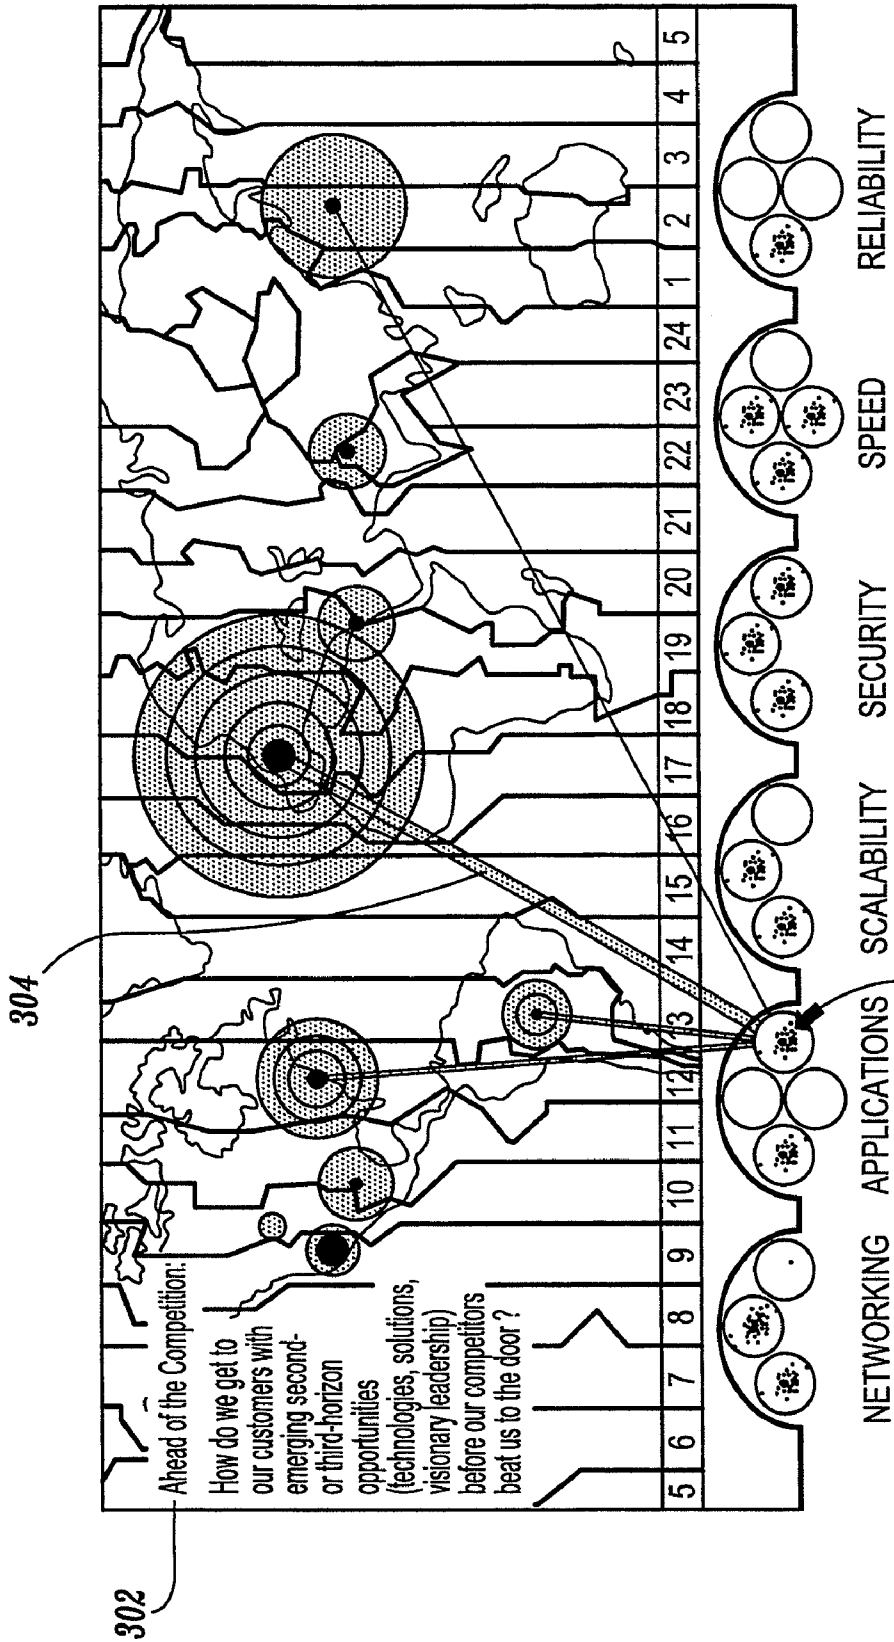 304
302
Ahead of the Competition:
How do we get to
our customers with
emerging second-
or third-horizon
opportunities
(technologies, solutions,
visionary leadership)
before our competitors
beat us to the door ?
5 6 7 8 9 10 11 12 13 14 15 16 17 18 19 20 21 22 23 24 1 2 3 4 5
NETWORKING APPLICATIONS SCALABILITY SECURITY SPEED RELIABILITY